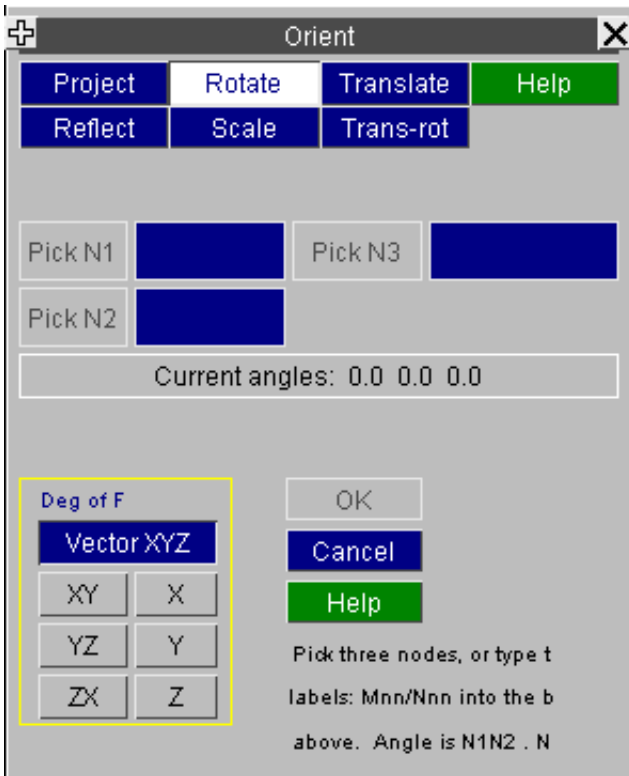 Orient
Project Rotate Translate Help
Reflect Scale Trans-rot
Pick N1 Pick N3
Pick N2
Current angles: 0.0 0.0 0.0
Deg of F
Vector XYZ
XY X
YZ Y
ZX Z
OK
Cancel
Help
Pick three nodes, or type t
labels: Mnn/Nnn into the b
above. Angle is N1N2 . N